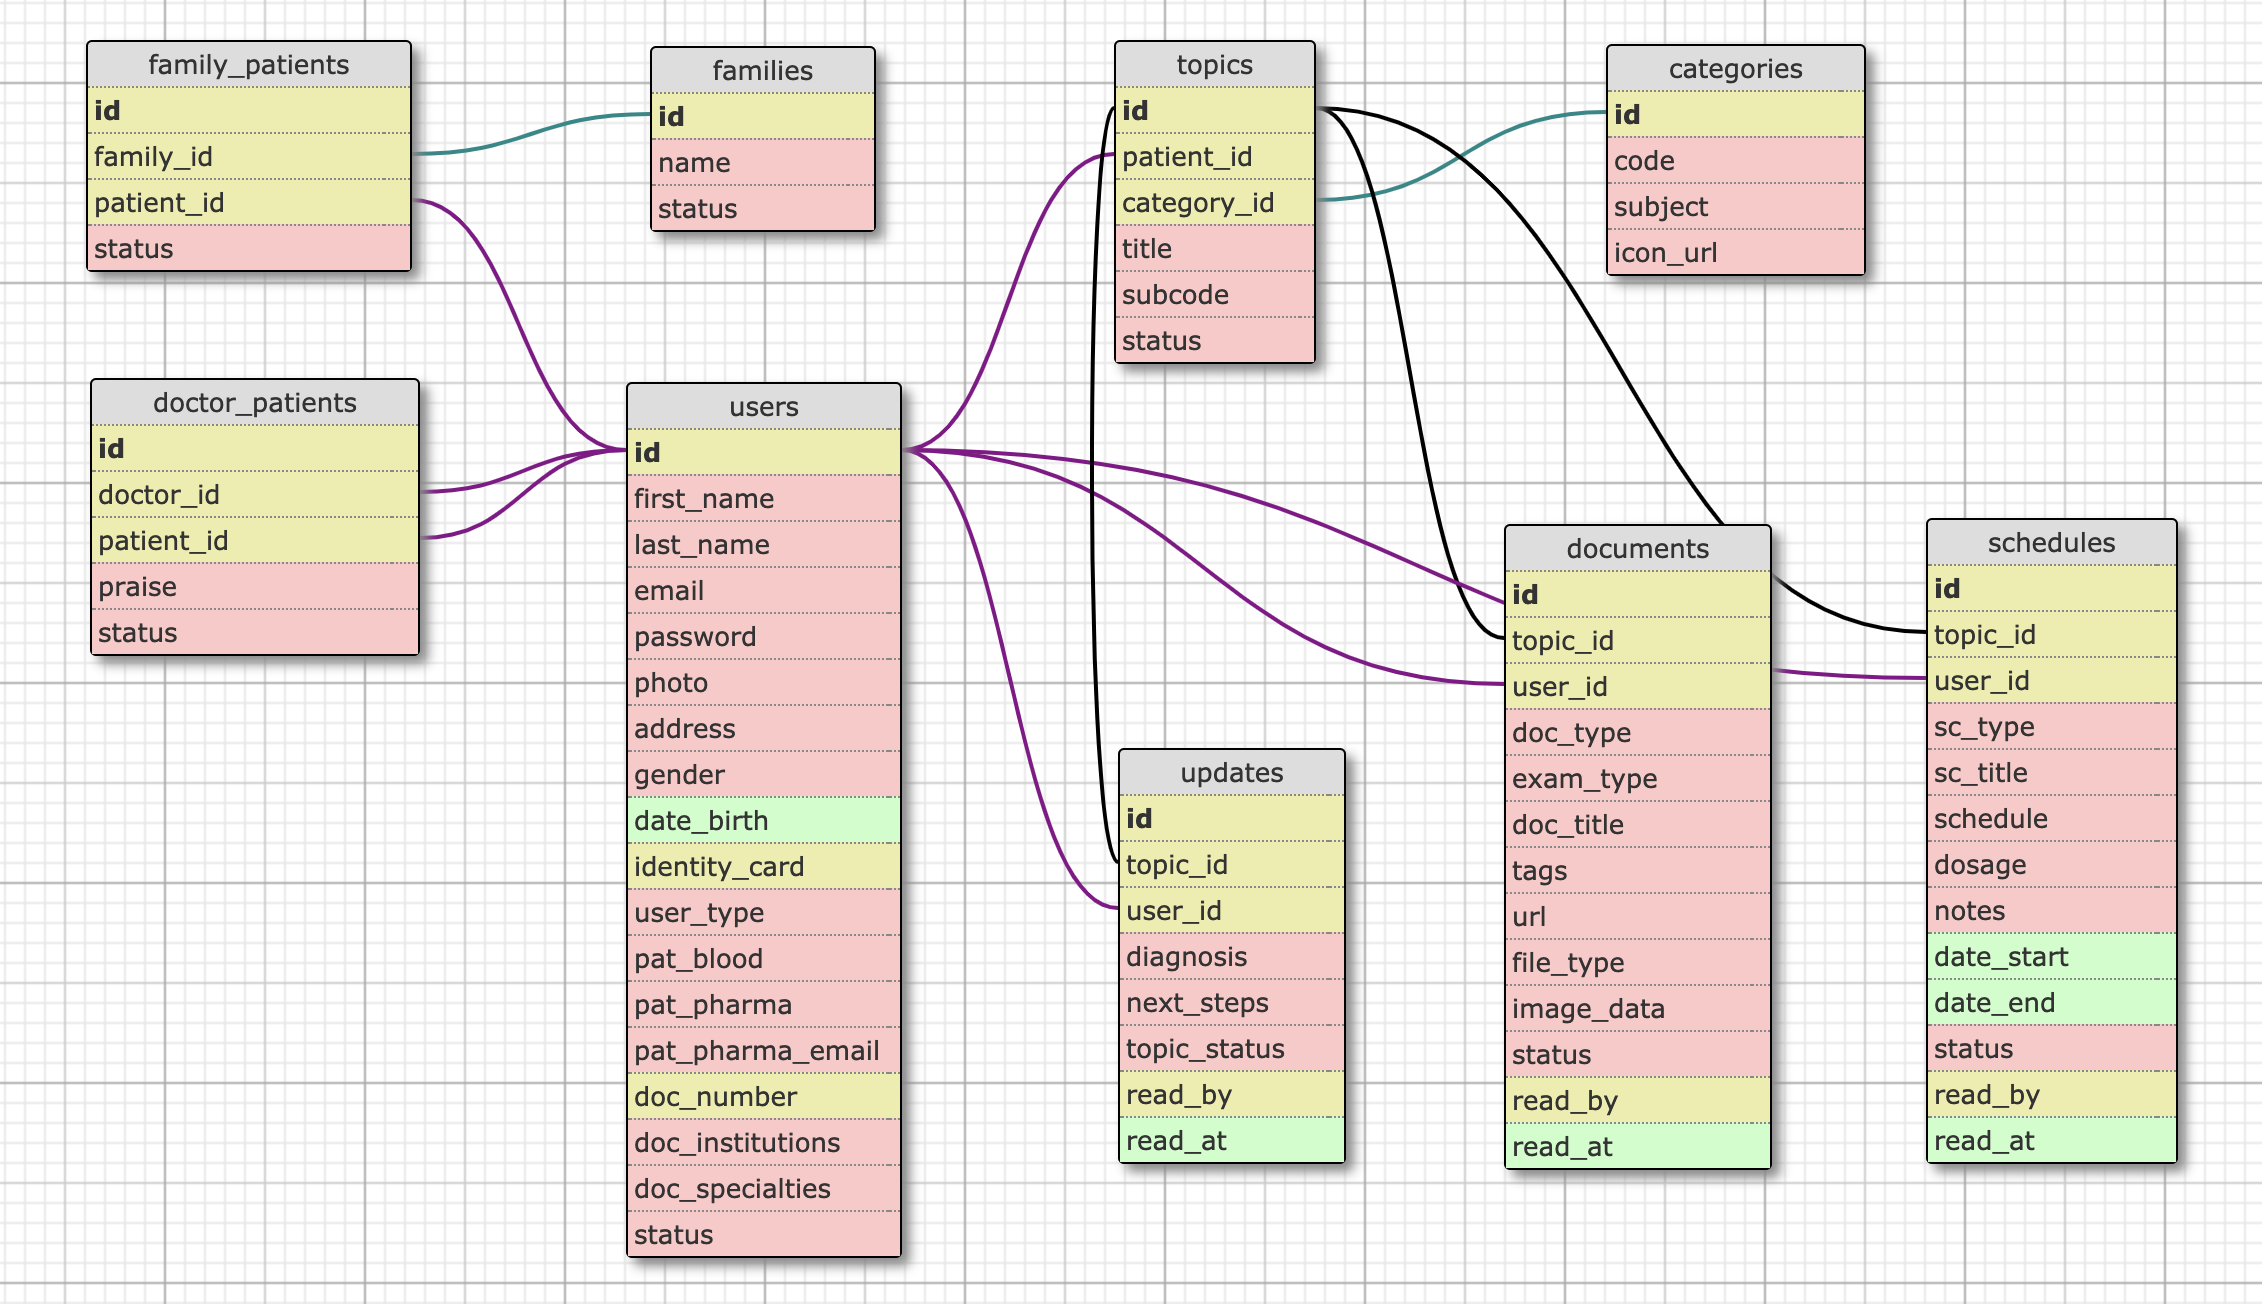 family_patients
id
family_id
patient_id
status
families
id
name
status
topics
id
patient_id
category_id
title
subcode
status
categories
id
code
subject
icon_url
doctor_patients
id
doctor_id
patient_id
praise
status
users
id
first_name
last_name
email
password
photo
address
gender
date_birth
identity_card
user_type
pat_blood
pat_pharma
pat_pharma_email
doc_number
doc_institutions
doc_specialties
status
updates
id
topic_id
user_id
diagnosis
next_steps
topic_status
read_by
read_at
documents
id
topic_id
user_id
doc_type
exam_type
doc_title
tags
url
file_type
image_data
status
read_by
read_at
schedules
id
topic_id
user_id
sc_type
sc_title
schedule
dosage
notes
date_start
date_end
status
read_by
read_at